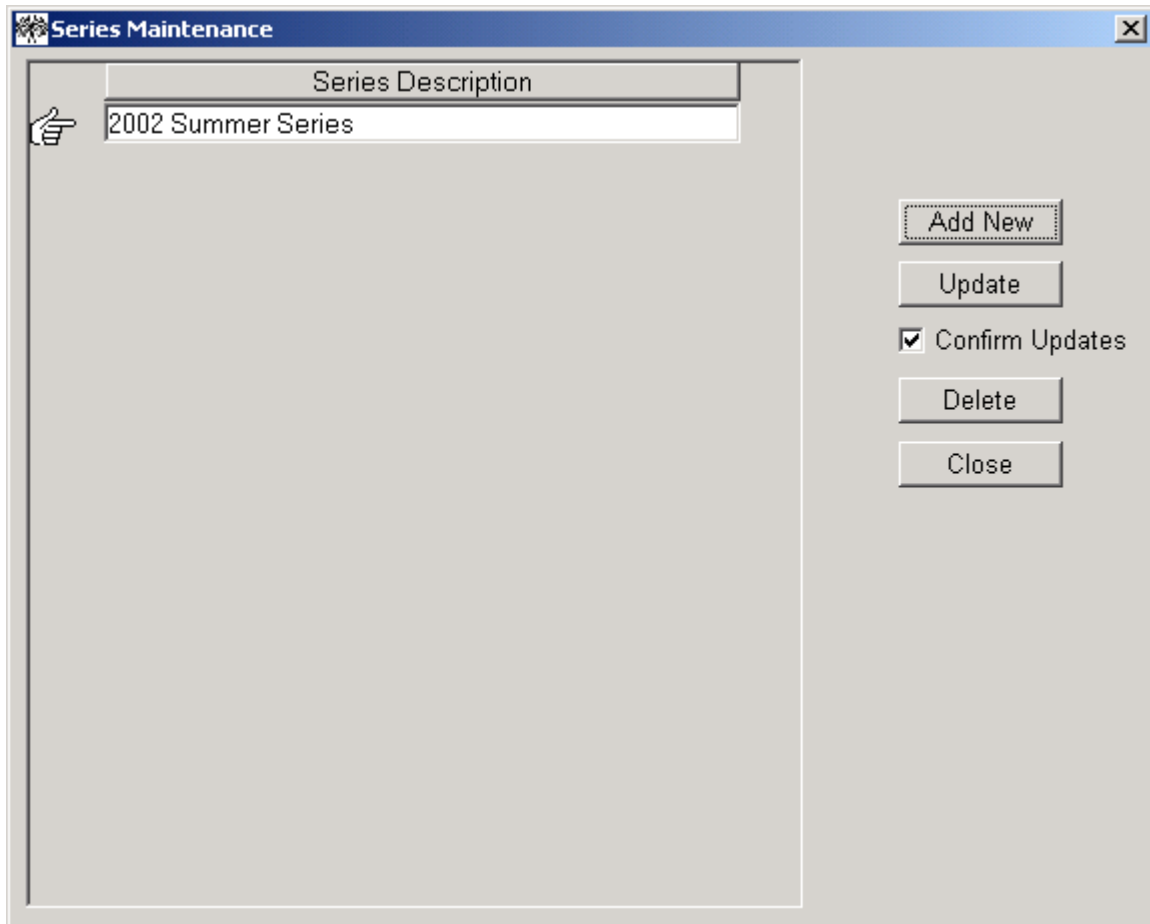 Series Maintenance
Series Description
2002 Summer Series
Add New
Update
Confirm Updates
Delete
Close